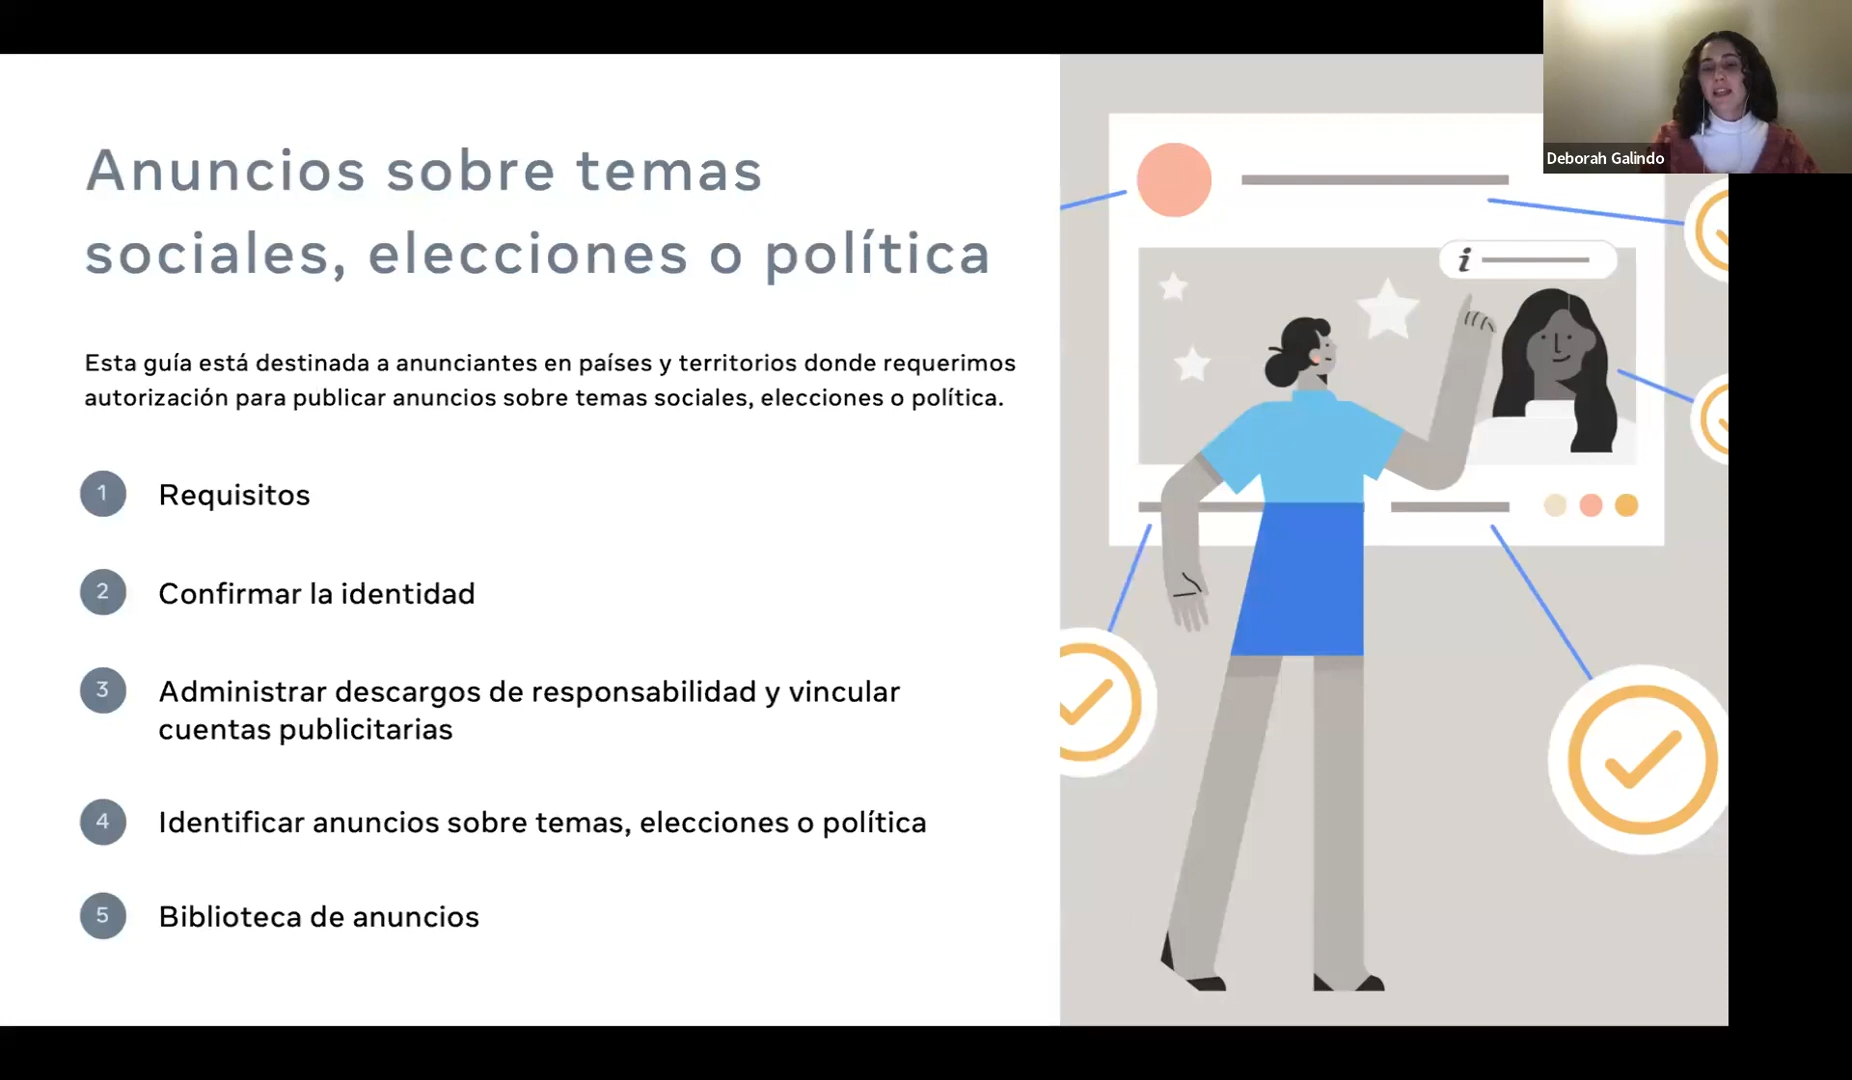 Anuncios sobre temas
sociales, elecciones o política
Esta guía está destinada a anunciantes en países y territorios donde requerimos
autorización para publicar anuncios sobre temas sociales, elecciones o política.
1 Requisitos
2 Confirmar la identidad
3 Administrar descargos de responsabilidad y vincular
cuentas publicitarias
4 Identificar anuncios sobre temas, elecciones o política
5 Biblioteca de anuncios
i
Deborah Galindo